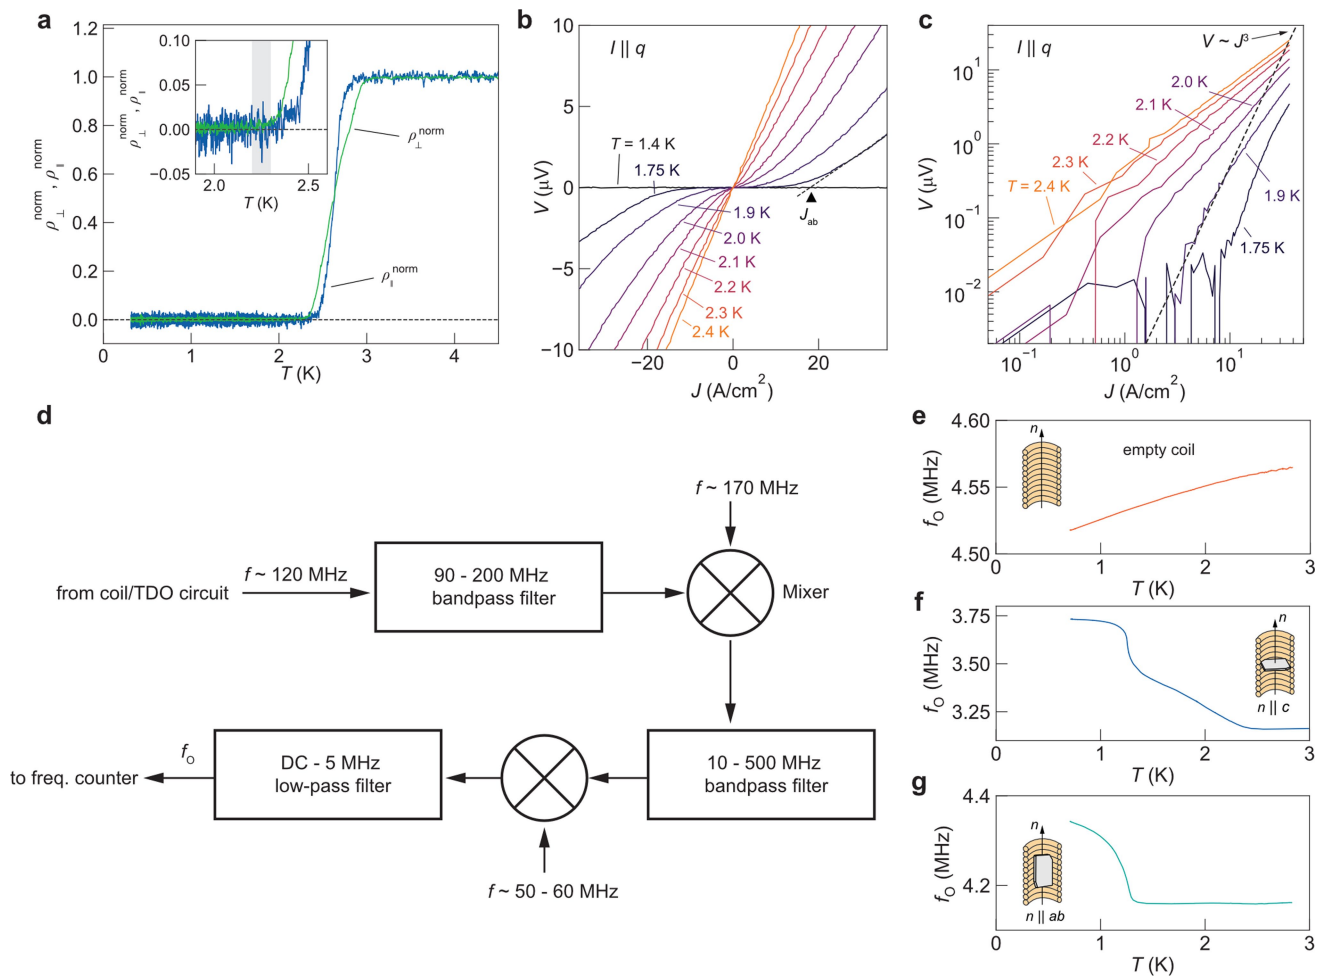 a
ρ⊥norm, ρ∥norm
1.2
1.0
0.8
0.6
0.4
0.2
0.0
0
1
2
3
4
T (K)
ρ⊥norm, ρ∥norm
0.10
0.05
0.00
−0.05
2.0
2.5
T (K)
ρ⊥norm
ρ∥norm
b
I || q
V (μV)
10
5
0
−5
−10
T = 1.4 K
1.75 K
Jab
1.9 K
2.0 K
2.1 K
2.2 K
2.3 K
2.4 K
−20
0
20
J (A/cm2)
c
I || q
V ~ J3
V (μV)
101
100
10−1
10−2
2.0 K
2.1 K
2.2 K
2.3 K
T = 2.4 K
1.9 K
1.75 K
10−1
100
101
J (A/cm2)
d
f ~ 170 MHz
from coil/TDO circuit
f ~ 120 MHz
90 - 200 MHz
bandpass filter
Mixer
to freq. counter
fO
DC - 5 MHz
low-pass filter
10 - 500 MHz
bandpass filter
f ~ 50 - 60 MHz
e
fO (MHz)
4.60
4.55
4.50
n
empty coil
0
1
2
3
T (K)
f
fO (MHz)
3.75
3.50
3.25
n
n || c
0
1
2
3
T (K)
g
fO (MHz)
4.4
4.2
n
n || ab
0
1
2
3
T (K)